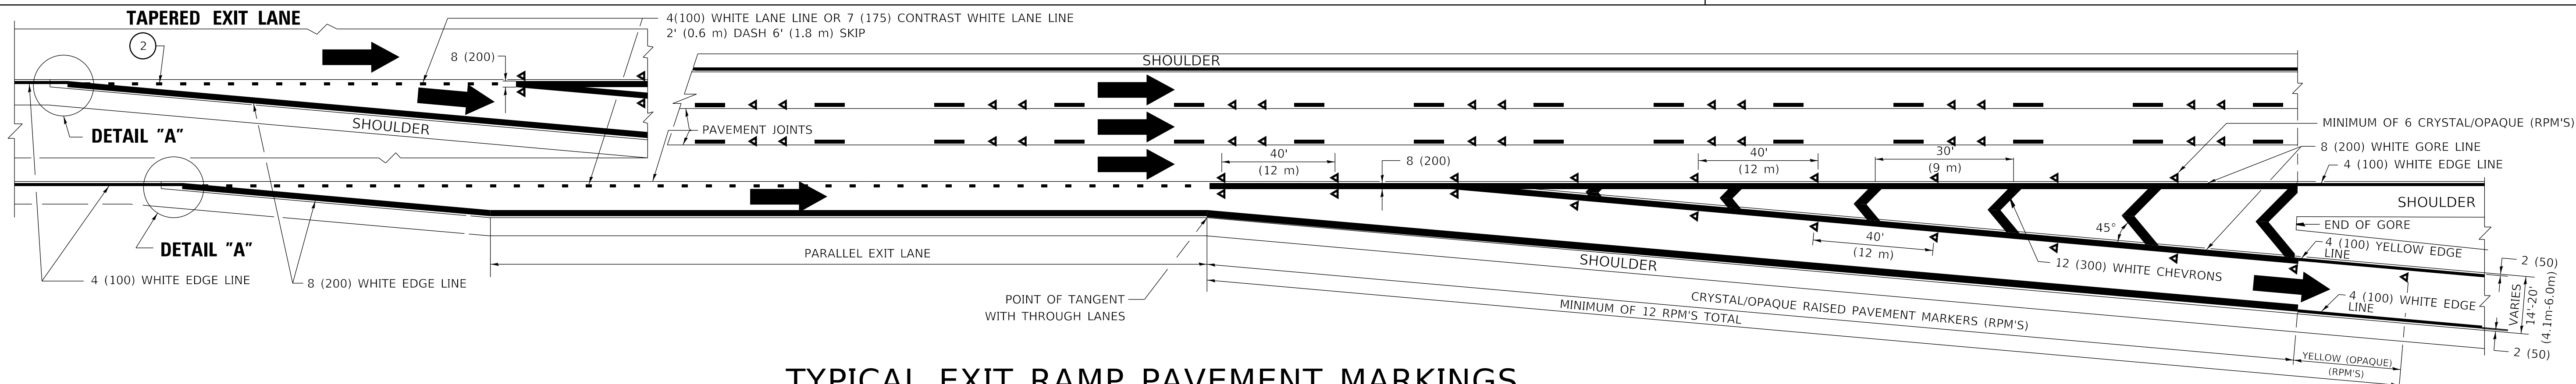 TAPERED EXIT LANE
2
4(100) WHITE LANE LINE OR 7 (175) CONTRAST WHITE LANE LINE
2' (0.6 m) DASH 6' (1.8 m) SKIP
8 (200)
SHOULDER
DETAIL "A"
SHOULDER
PAVEMENT JOINTS
MINIMUM OF 6 CRYSTAL/OPAQUE (RPM'S)
8 (200) WHITE GORE LINE
4 (100) WHITE EDGE LINE
40'
(12 m)
8 (200)
40'
(12 m)
30'
(9 m)
SHOULDER
END OF GORE
45°
4 (100) YELLOW EDGE
LINE
40'
(12 m)
DETAIL "A"
PARALLEL EXIT LANE
SHOULDER
12 (300) WHITE CHEVRONS
2 (50)
4 (100) WHITE EDGE LINE
8 (200) WHITE EDGE LINE
POINT OF TANGENT
WITH THROUGH LANES
CRYSTAL/OPAQUE RAISED PAVEMENT MARKERS (RPM'S)
MINIMUM OF 12 RPM'S TOTAL
4 (100) WHITE EDGE
LINE
VARIES
14'-20'
(4.1m-6.0m)
2 (50)
YELLOW (OPAQUE)
(RPM'S)
TYPICAL EXIT RAMP PAVEMENT MARKINGS